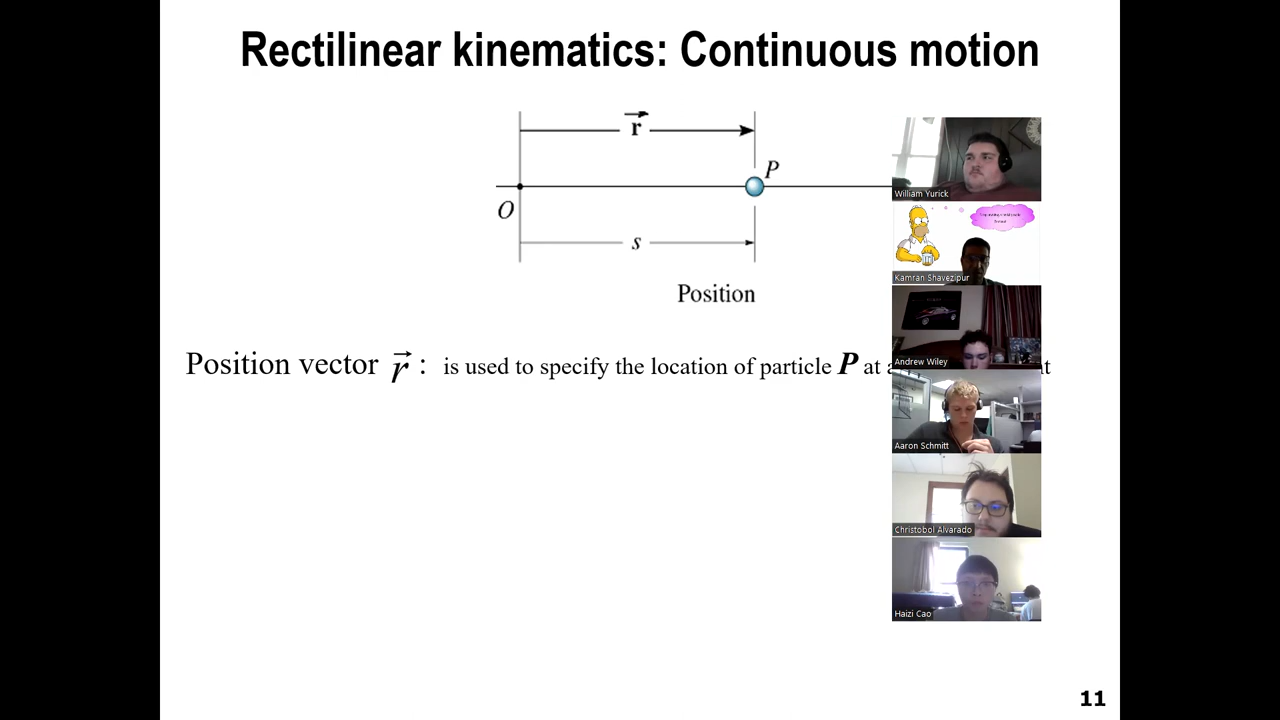 Rectilinear kinematics: Continuous motion
r
P
O
s
Position
Position vector r : is used to specify the location of particle P at
William Yurick
Kamran Shavezipur
Andrew Wiley
Aaron Schmitt
Christobol Alvarado
Haizi Cao
11